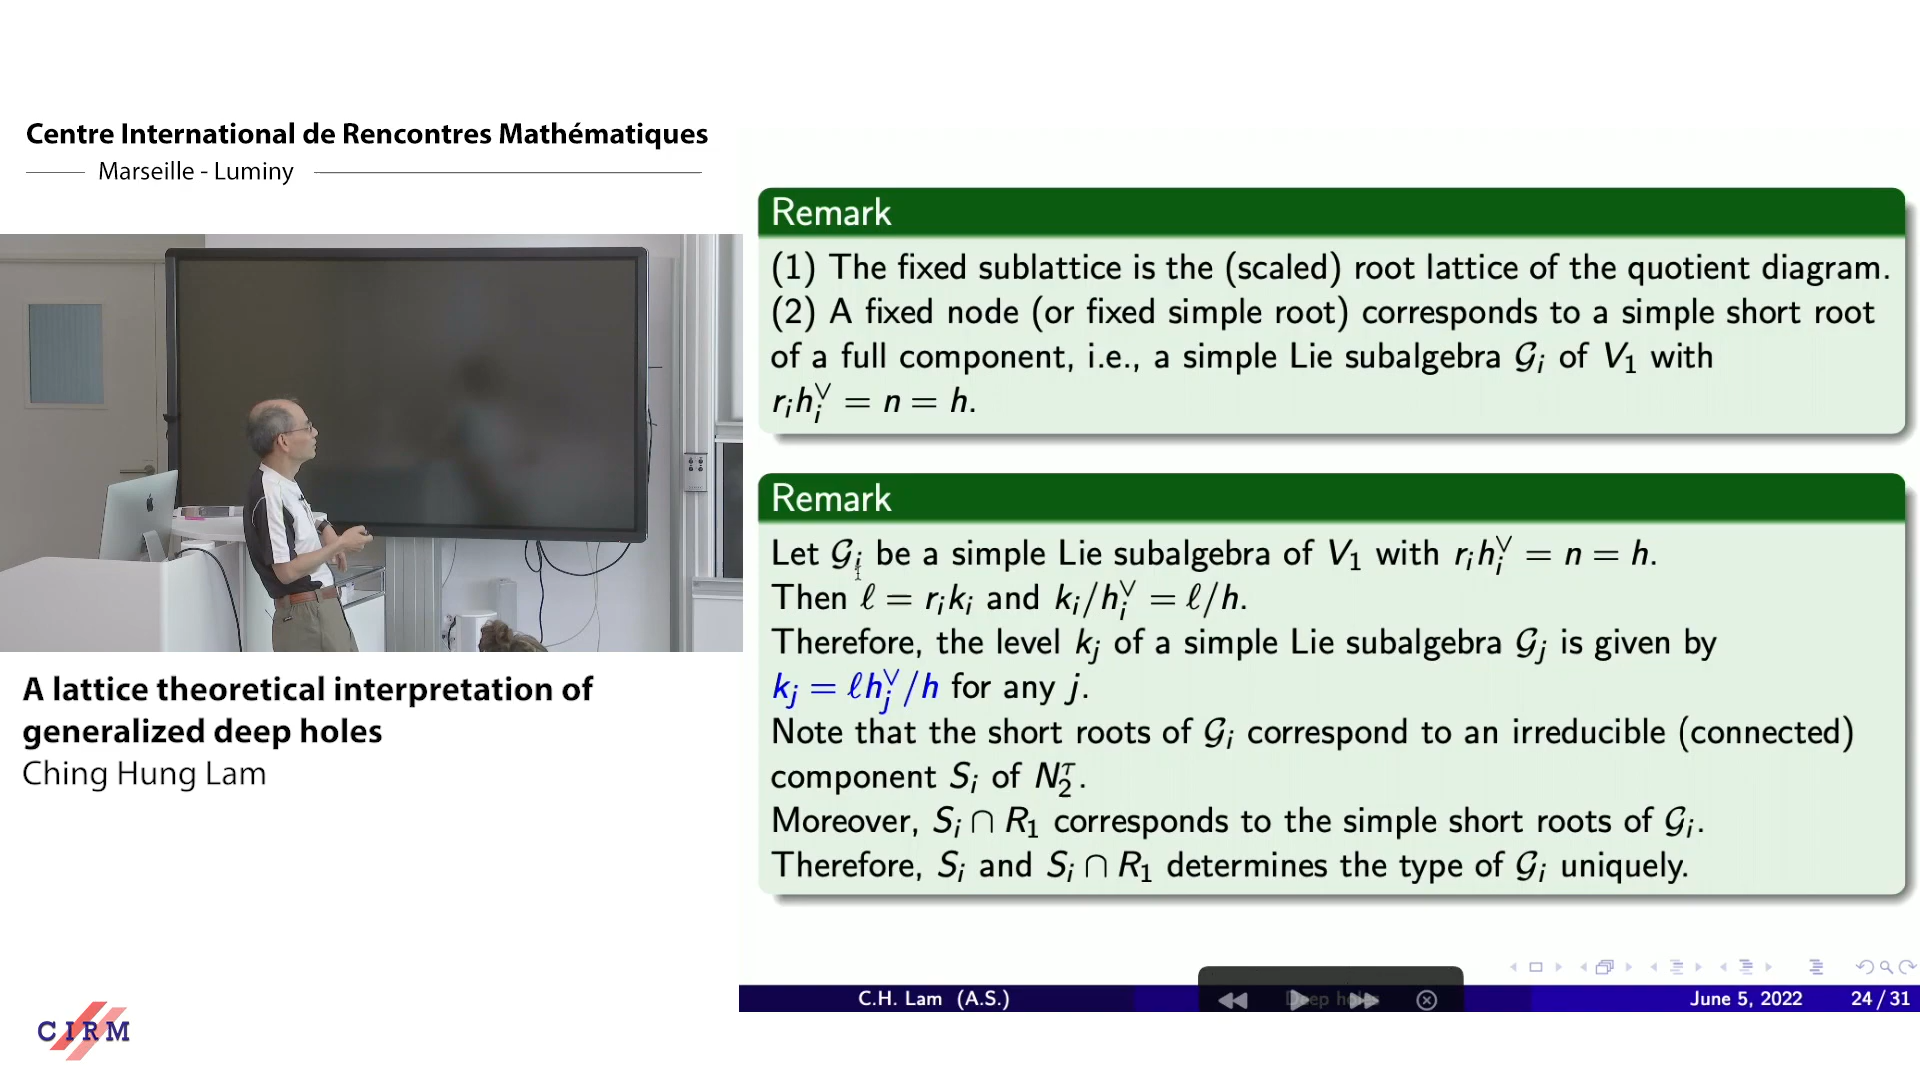 Centre International de Rencontres Mathématiques
Marseille - Luminy
A lattice theoretical interpretation of
generalized deep holes
Ching Hung Lam
CIRM
Remark
(1) The fixed sublattice is the (scaled) root lattice of the quotient diagram.
(2) A fixed node (or fixed simple root) corresponds to a simple short root
of a full component, i.e., a simple Lie subalgebra 𝒢ᵢ of V₁ with
rᵢhᵢ^∨ = n = h.
Remark
Let 𝒢ᵢ be a simple Lie subalgebra of V₁ with rᵢhᵢ^∨ = n = h.
Then ℓ = rᵢkᵢ and kᵢ/hᵢ^∨ = ℓ/h.
Therefore, the level kⱼ of a simple Lie subalgebra 𝒢ⱼ is given by
kⱼ = ℓhⱼ^∨/h for any j.
Note that the short roots of 𝒢ᵢ correspond to an irreducible (connected)
component Sᵢ of N₂^τ.
Moreover, Sᵢ ∩ R₁ corresponds to the simple short roots of 𝒢ᵢ.
Therefore, Sᵢ and Sᵢ ∩ R₁ determines the type of 𝒢ᵢ uniquely.
C.H. Lam (A.S.)
Deep holes
June 5, 2022
24 / 31